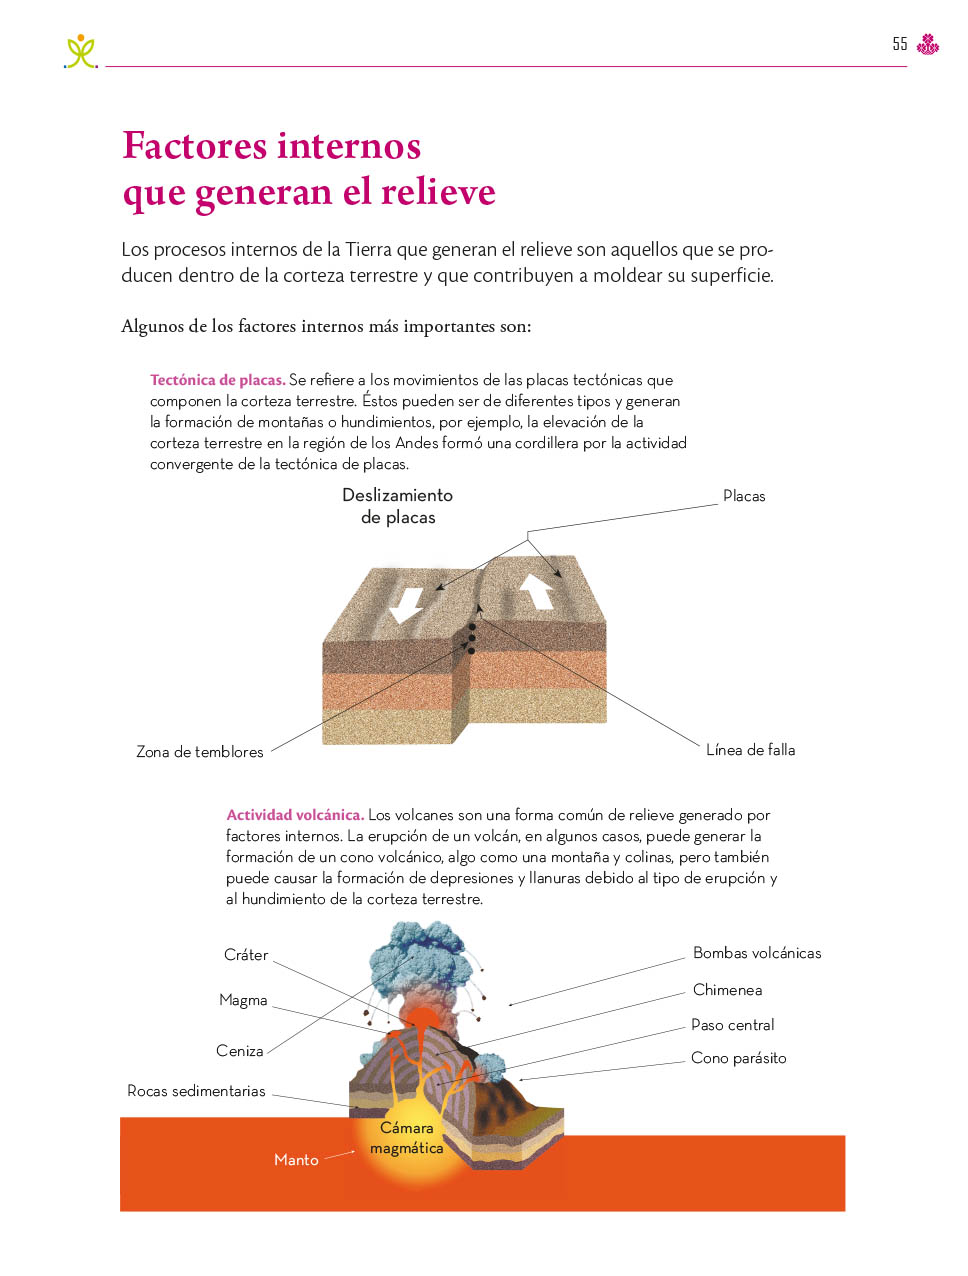 55
Factores internos
que generan el relieve
Los procesos internos de la Tierra que generan el relieve son aquellos que se pro-
ducen dentro de la corteza terrestre y que contribuyen a moldear su superficie.
Algunos de los factores internos más importantes son:
Tectónica de placas. Se refiere a los movimientos de las placas tectónicas que
componen la corteza terrestre. Éstos pueden ser de diferentes tipos y generan
la formación de montañas o hundimientos, por ejemplo, la elevación de la
corteza terrestre en la región de los Andes formó una cordillera por la actividad
convergente de la tectónica de placas.
Deslizamiento
de placas
Placas
Zona de temblores
Línea de falla
Actividad volcánica. Los volcanes son una forma común de relieve generado por
factores internos. La erupción de un volcán, en algunos casos, puede generar la
formación de un cono volcánico, algo como una montaña y colinas, pero también
puede causar la formación de depresiones y llanuras debido al tipo de erupción y
al hundimiento de la corteza terrestre.
Cráter
Magma
Ceniza
Rocas sedimentarias
Bombas volcánicas
Chimenea
Paso central
Cono parásito
Cámara
magmática
Manto